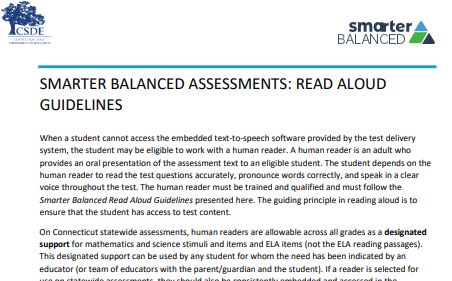 CSDE
CONNECTICUT STATE
DEPARTMENT OF EDUCATION
smarter
BALANCED
SMARTER BALANCED ASSESSMENTS: READ ALOUD
GUIDELINES
When a student cannot access the embedded text-to-speech software provided by the test delivery
system, the student may be eligible to work with a human reader. A human reader is an adult who
provides an oral presentation of the assessment text to an eligible student. The student depends on the
human reader to read the test questions accurately, pronounce words correctly, and speak in a clear
voice throughout the test. The human reader must be trained and qualified and must follow the
Smarter Balanced Read Aloud Guidelines presented here. The guiding principle in reading aloud is to
ensure that the student has access to test content.
On Connecticut statewide assessments, human readers are allowable across all grades as a designated
support for mathematics and science stimuli and items and ELA items (not the ELA reading passages).
This designated support can be used by any student for whom the need has been indicated by an
educator (or team of educators with the parent/guardian and the student). If a reader is selected for
use on statewide assessments, they should also be consistently embedded and accessed in the